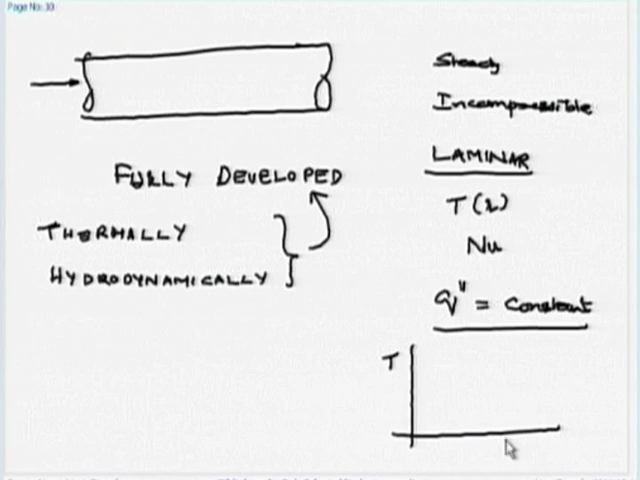 Page No: 30
Steady
Incompressible
LAMINAR
FULLY DEVELOPED
T(r)
THERMALLY
Nu
HYDRODYNAMICALLY
q" = Constant
T